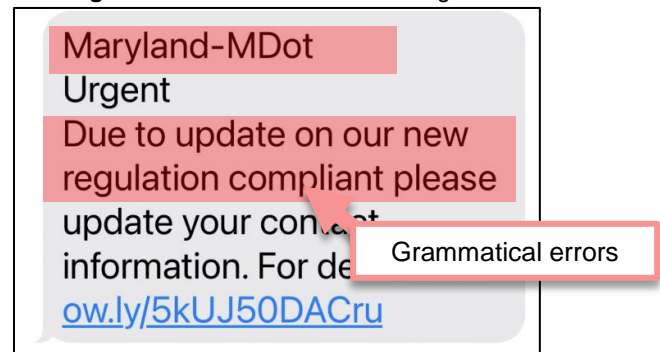 Maryland-MDot
Urgent
Due to update on our new
regulation compliant please
update your contact
information. For de
Grammatical errors
ow.ly/5kUJ50DACru